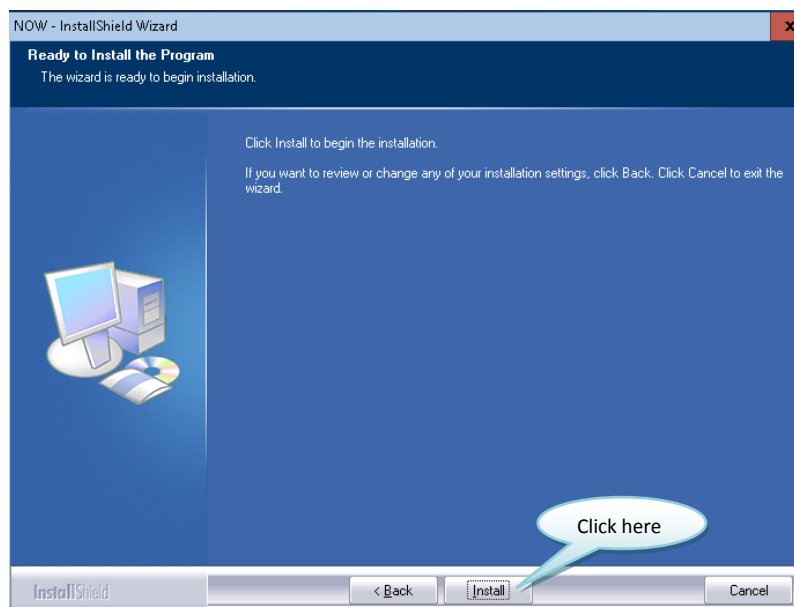 NOW - InstallShield Wizard
Ready to Install the Program
The wizard is ready to begin installation.
Click Install to begin the installation.
If you want to review or change any of your installation settings, click Back. Click Cancel to exit the
wizard.
Click here
InstallShield
< Back
Install
Cancel